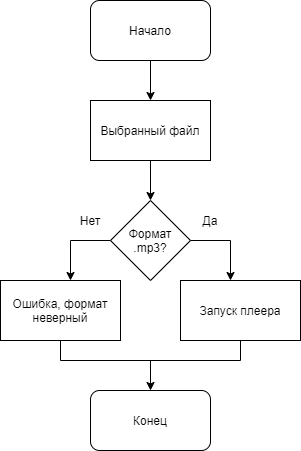 Начало
Выбранный файл
Формат
.mp3?
Нет
Да
Ошибка, формат
неверный
Запуск плеера
Конец